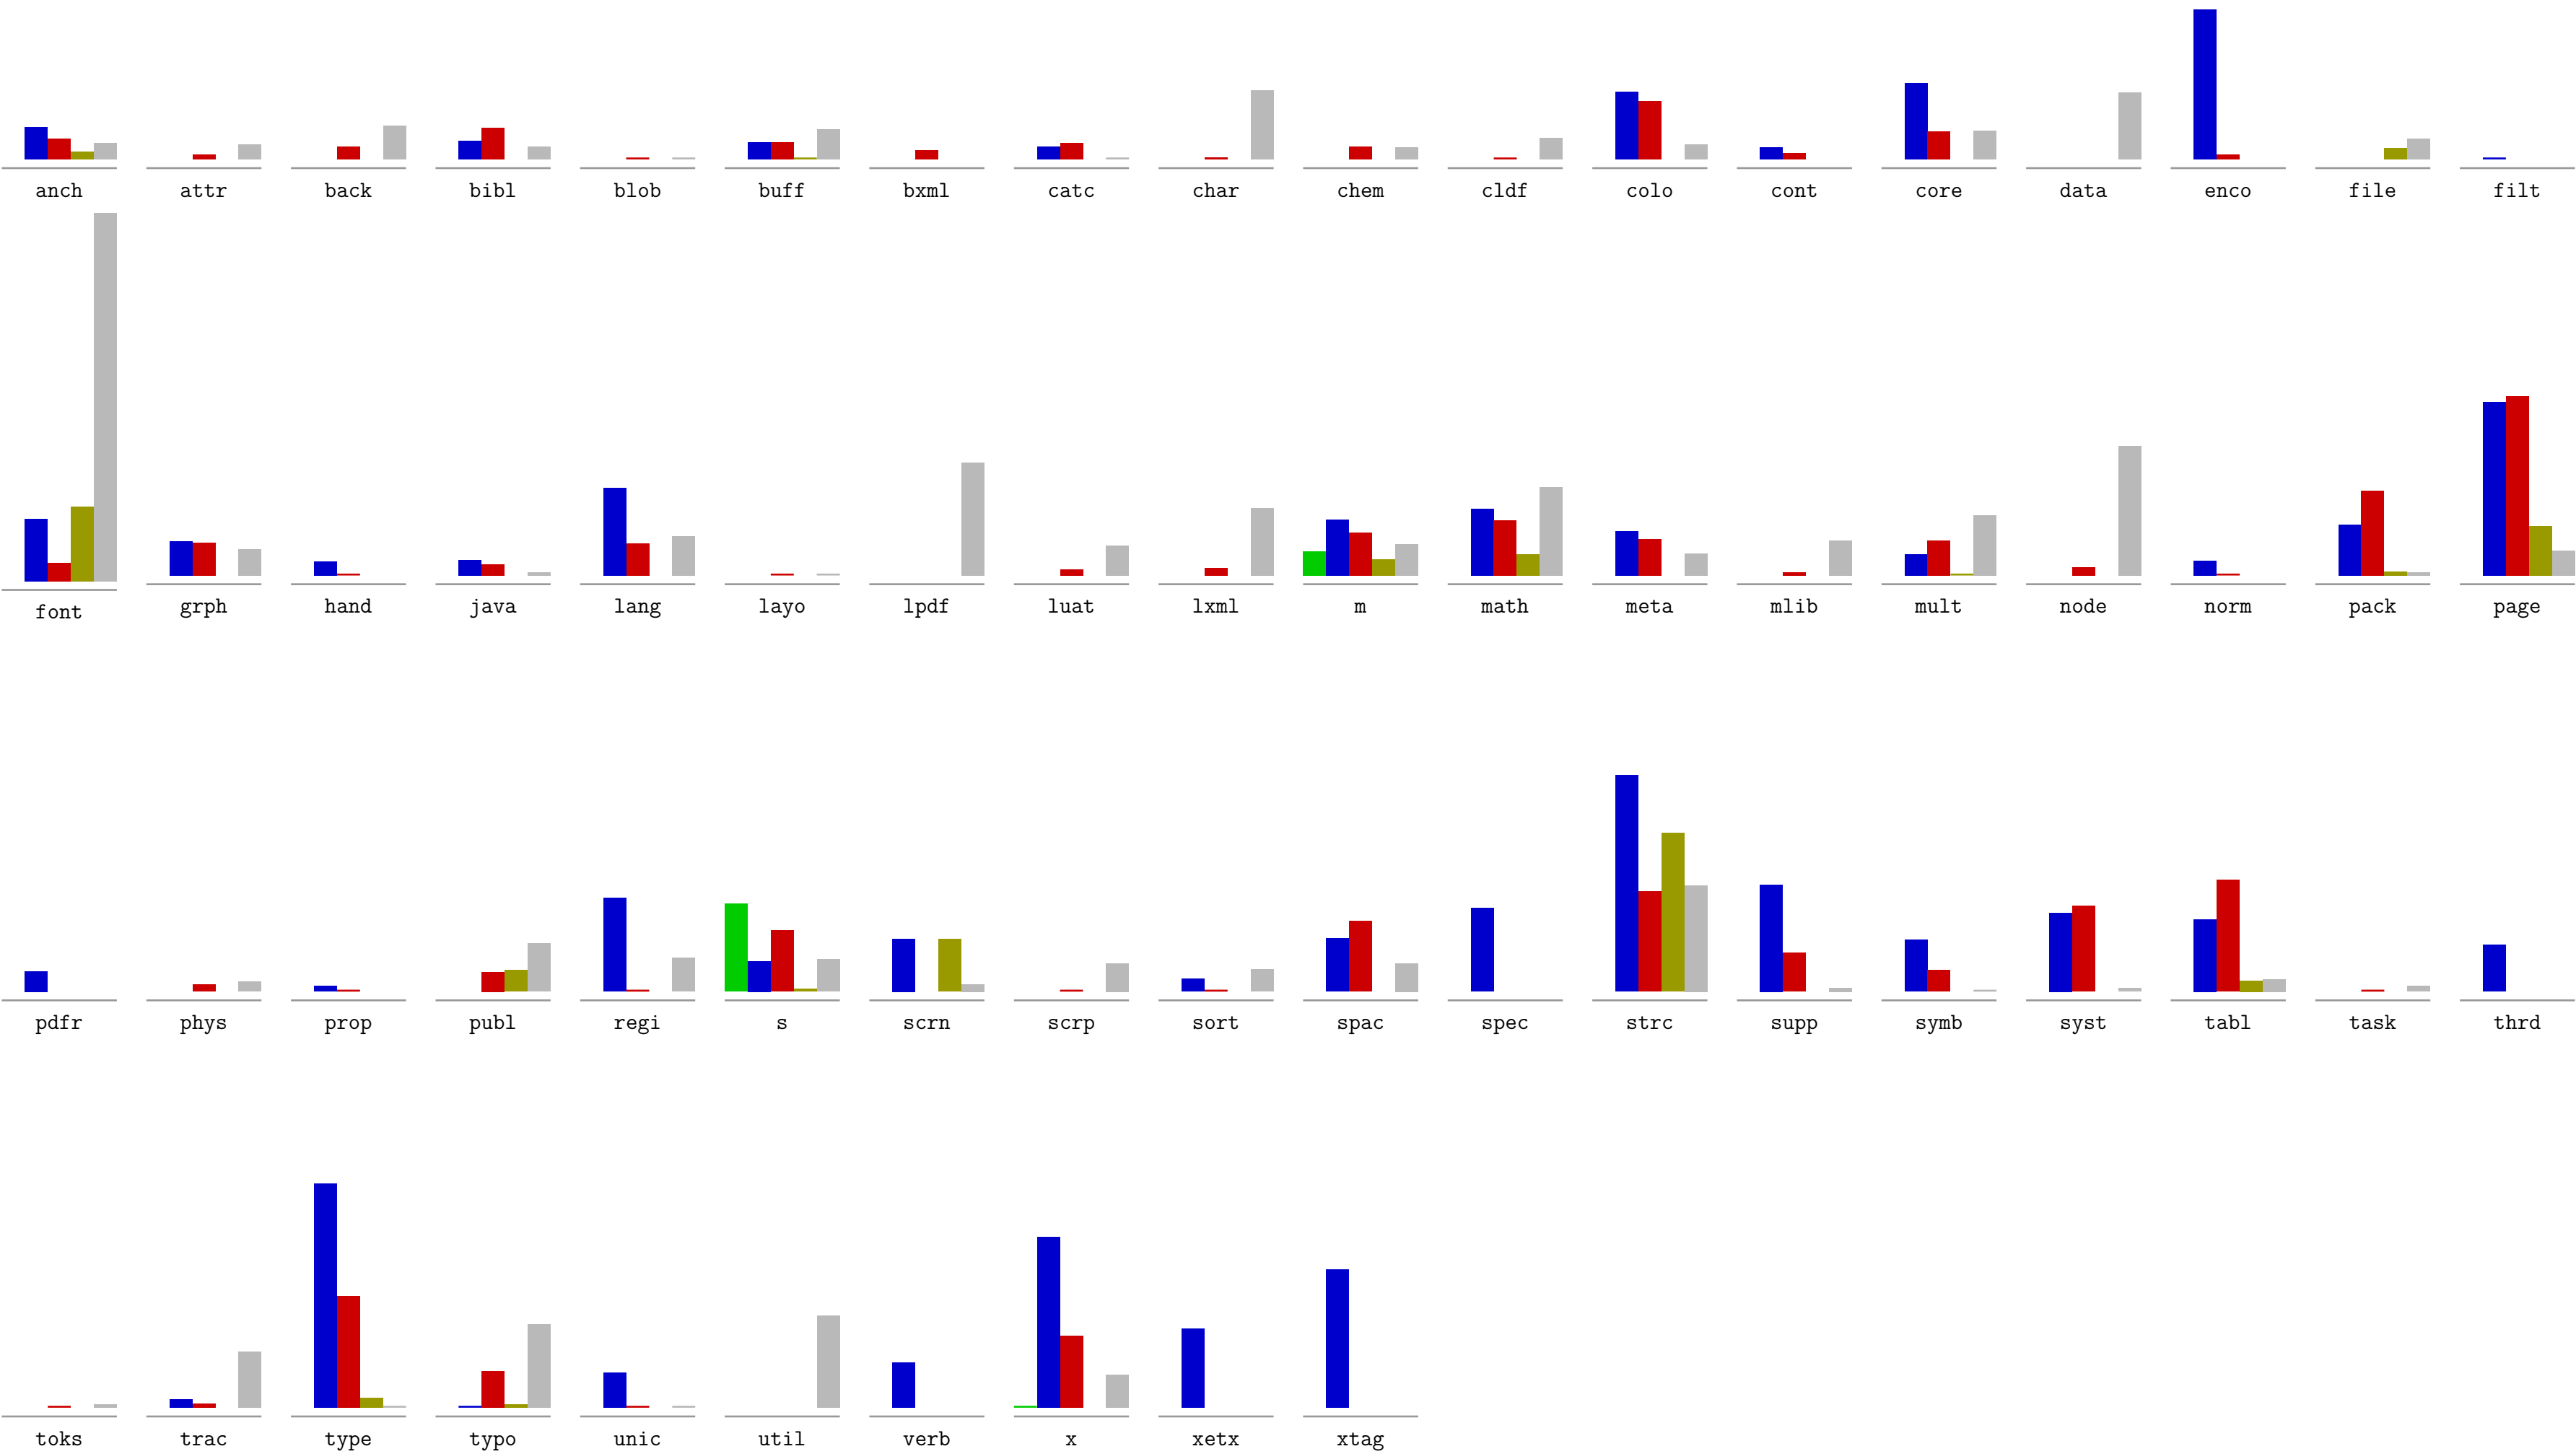 anch attr back bibl blob buff bxml catc char chem cldf colo cont core data enco file filt
font grph hand java lang layo lpdf luat lxml m math meta mlib mult node norm pack page
pdfr phys prop publ regi s scrn scrp sort spac spec strc supp symb syst tabl task thrd
toks trac type typo unic util verb x xetx xtag